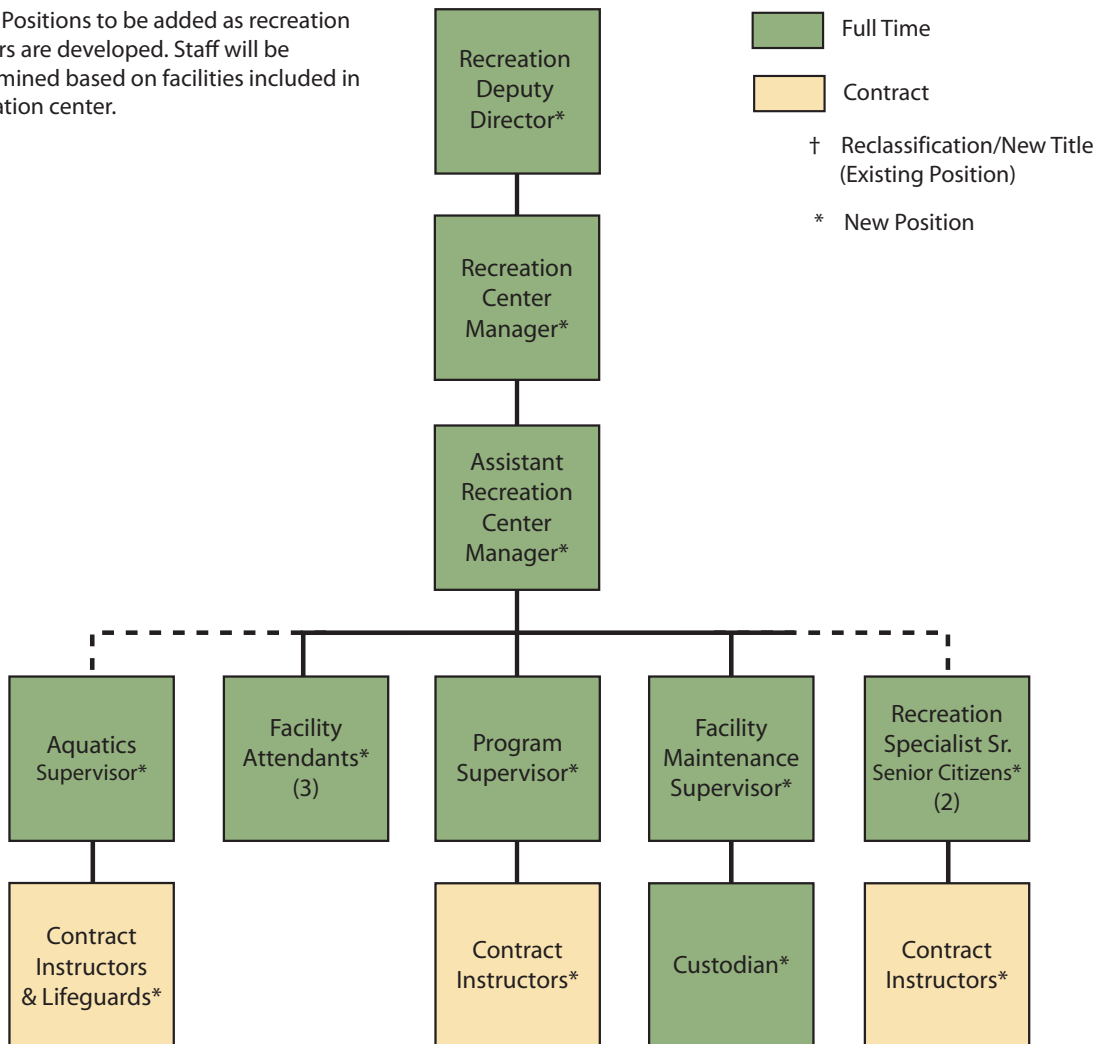 Positions to be added as recreation
rs are developed. Staff will be
mined based on facilities included in
ation center.
Full Time
Contract
† Reclassification/New Title
(Existing Position)
* New Position
Recreation
Deputy
Director*
Recreation
Center
Manager*
Assistant
Recreation
Center
Manager*
Aquatics
Supervisor*
Facility
Attendants*
(3)
Program
Supervisor*
Facility
Maintenance
Supervisor*
Recreation
Specialist Sr.
Senior Citizens*
(2)
Contract
Instructors
& Lifeguards*
Contract
Instructors*
Custodian*
Contract
Instructors*